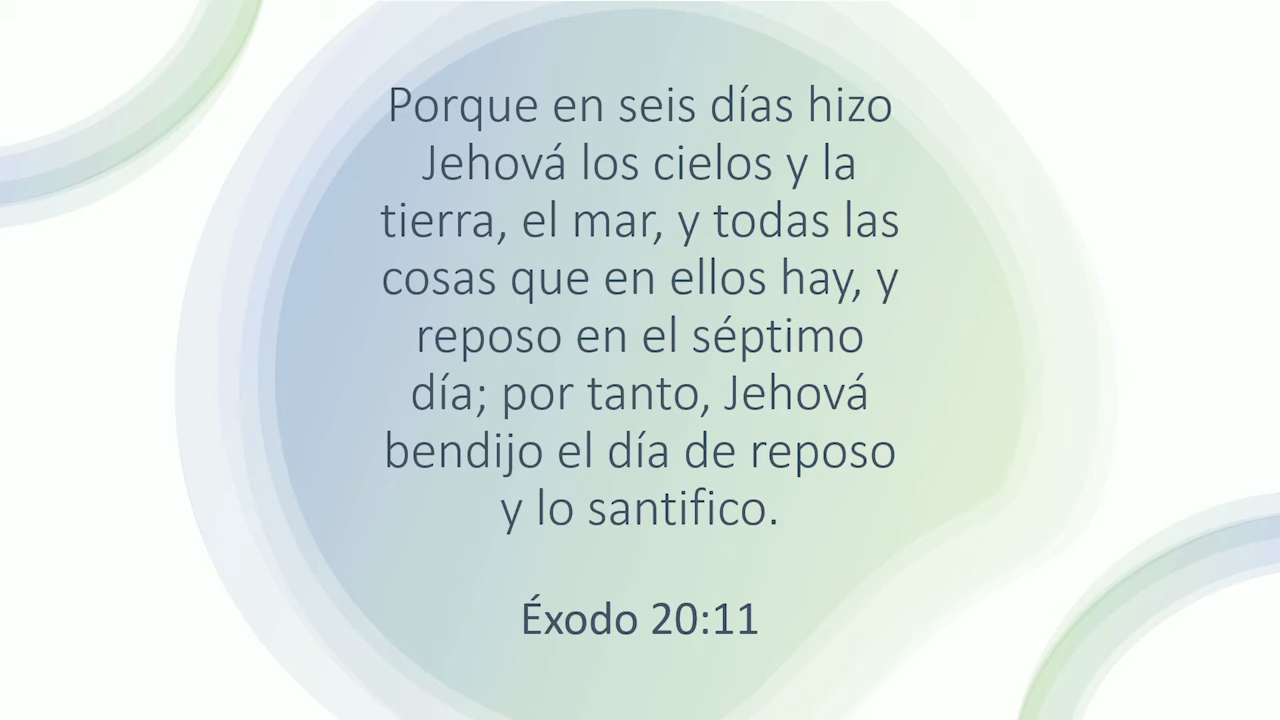 Porque en seis días hizo
Jehová los cielos y la
tierra, el mar, y todas las
cosas que en ellos hay, y
reposo en el séptimo
día; por tanto, Jehová
bendijo el día de reposo
y lo santifico.
Éxodo 20:11